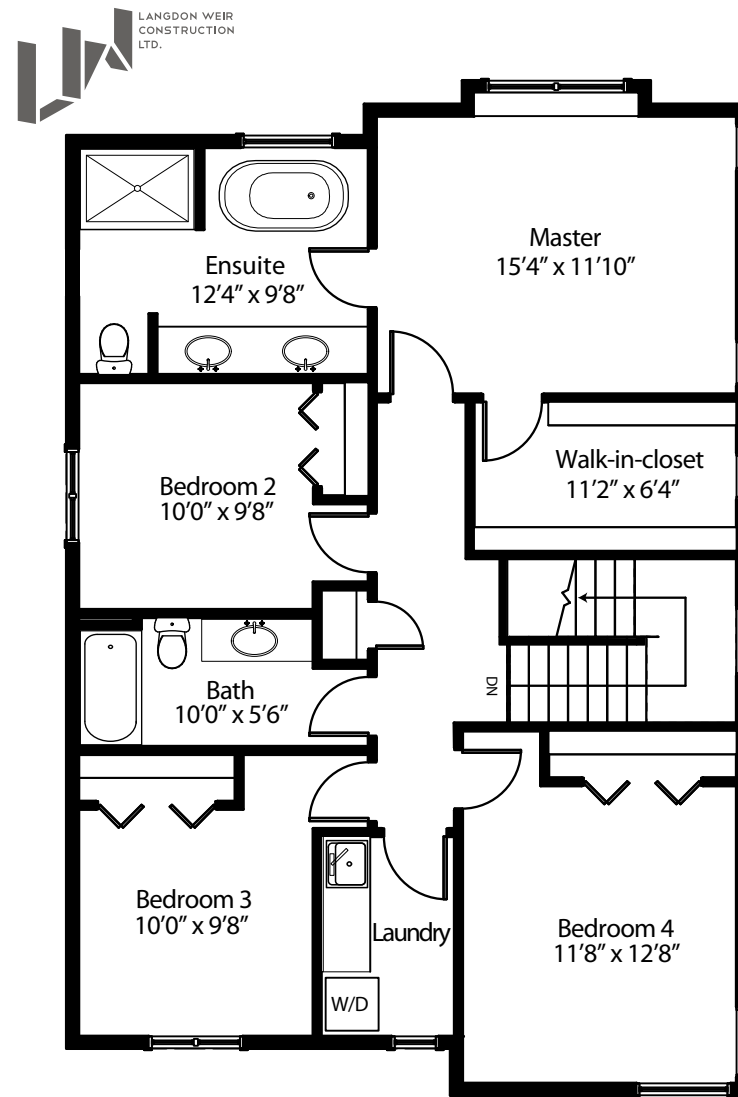 LANGDON WEIR
CONSTRUCTION
LTD.
Master
15’4” x 11’10”
Ensuite
12’4” x 9’8”
Walk-in-closet
11’2” x 6’4”
Bedroom 2
10’0” x 9’8”
DN
Bath
10’0” x 5’6”
Bedroom 3
10’0” x 9’8”
Laundry
W/D
Bedroom 4
11’8” x 12’8”